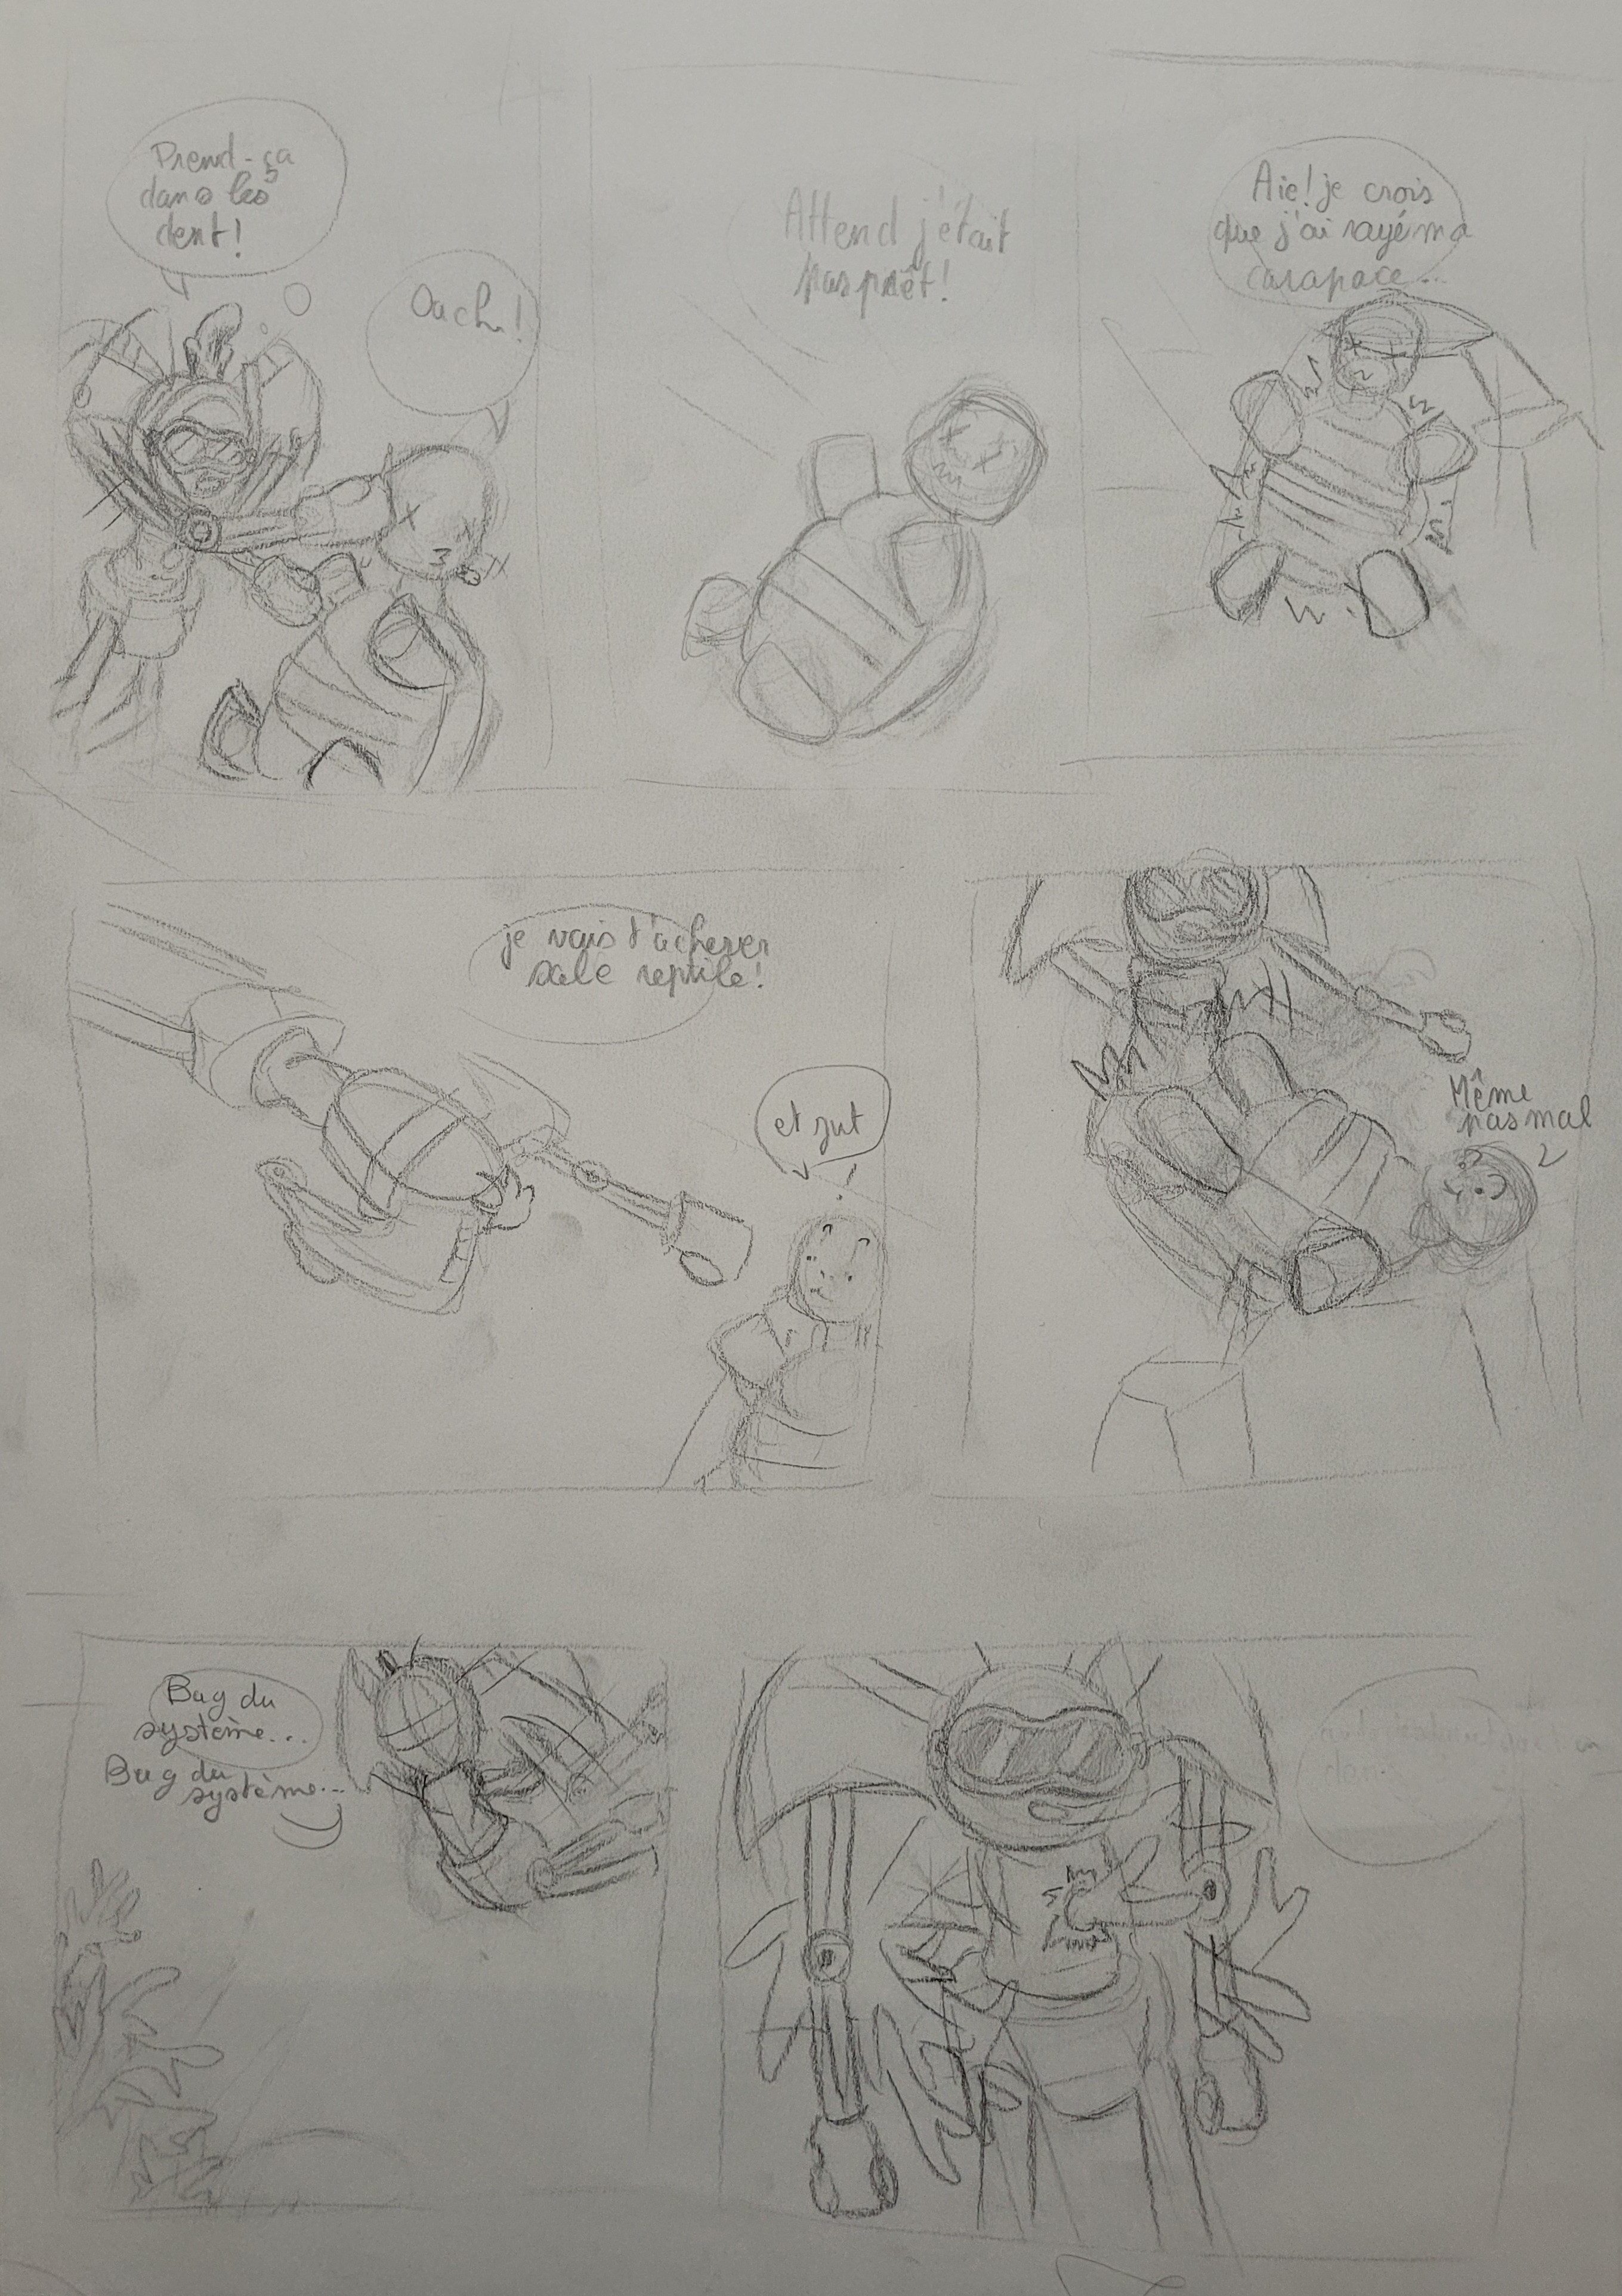 Prend-ça
dans les
dent!
Ouch!
Attend j'était
pas prêt!
Aie! je crois
que j'ai rayé ma
carapace...
je vais t'achever
sale reptile!
et zut
Même
pas mal
Bug du
système...
Bug du
système...